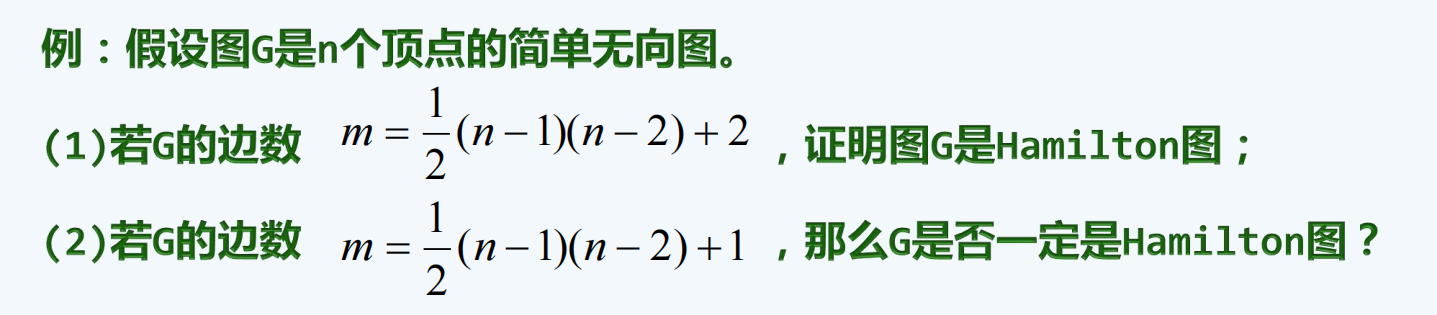 例：假设图G是n个顶点的简单无向图。
(1)若G的边数 m = \frac{1}{2}(n-1)(n-2)+2 ，证明图G是Hamilton图；
(2)若G的边数 m = \frac{1}{2}(n-1)(n-2)+1 ，那么G是否一定是Hamilton图？